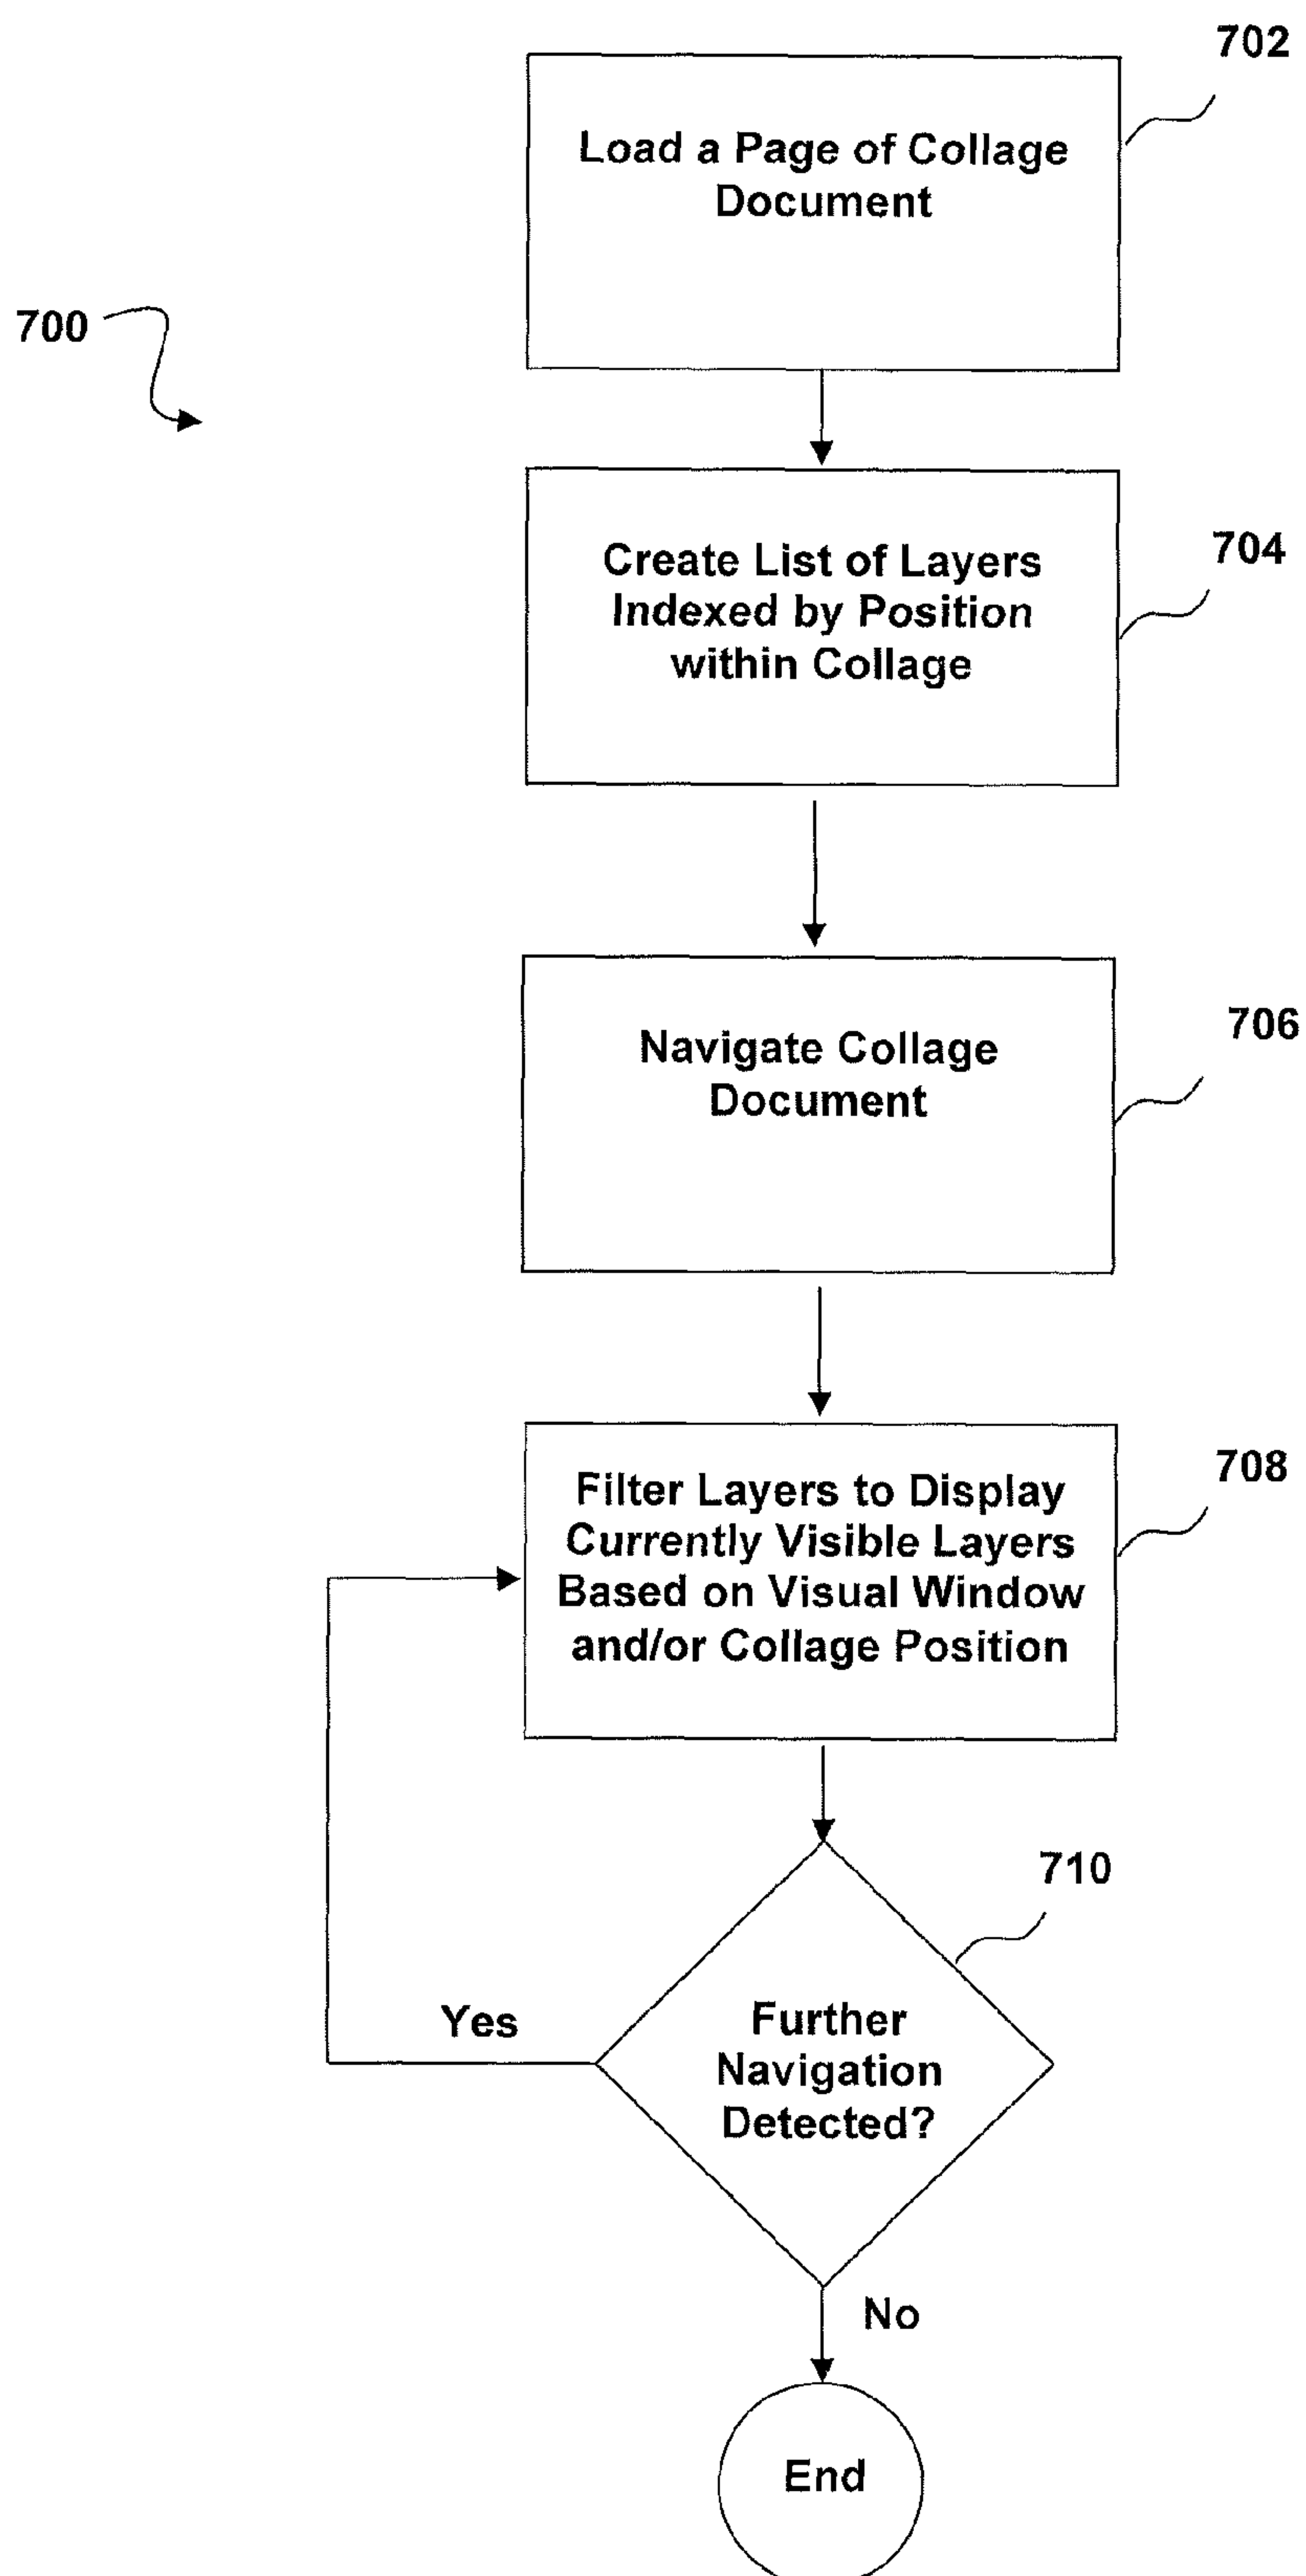 702
Load a Page of Collage
Document
700
704
Create List of Layers
Indexed by Position
within Collage
706
Navigate Collage
Document
708
Filter Layers to Display
Currently Visible Layers
Based on Visual Window
and/or Collage Position
710
Yes
Further
Navigation
Detected?
No
End